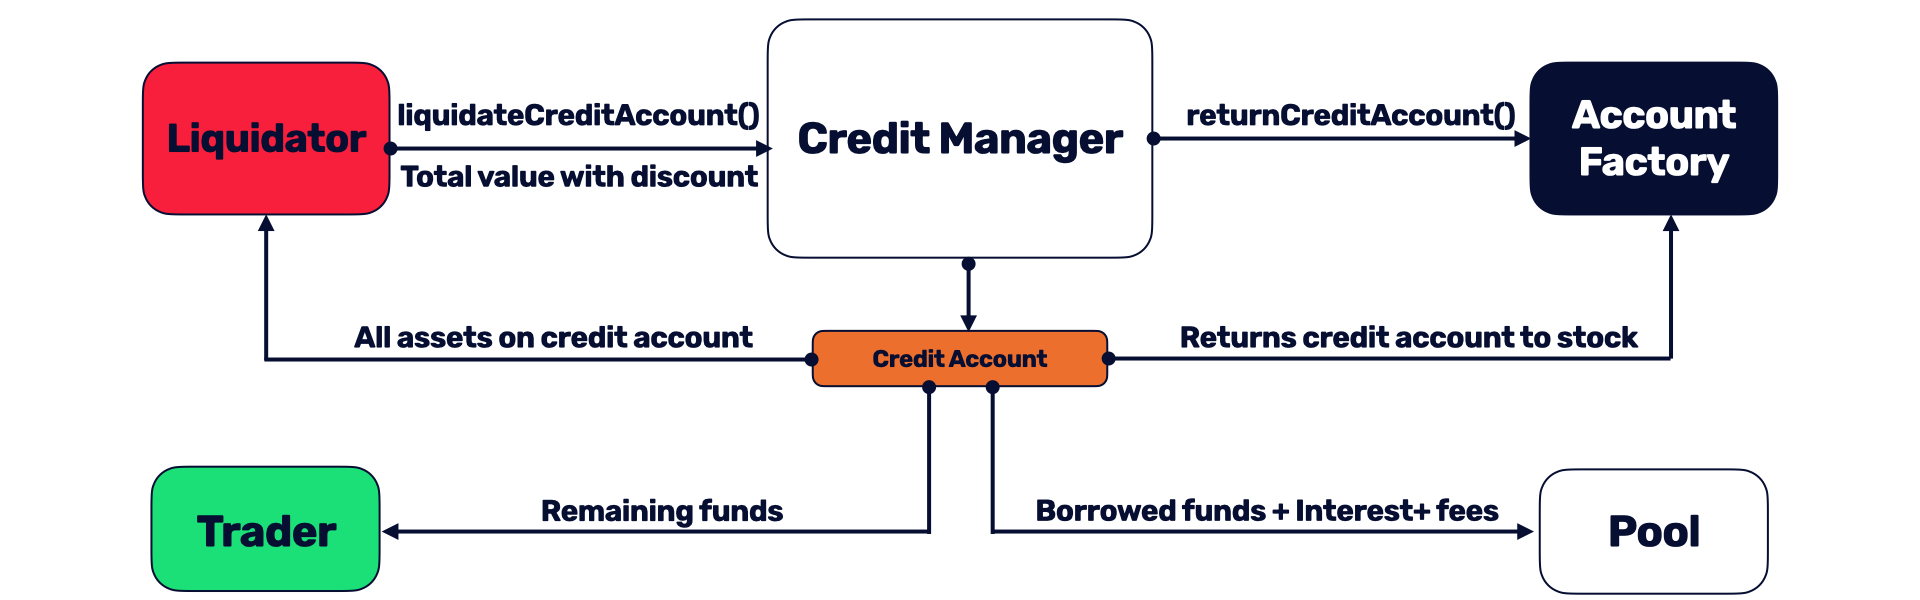 Liquidator
liquidateCreditAccount()
Total value with discount
Credit Manager
returnCreditAccount()
Account
Factory
All assets on credit account
Credit Account
Returns credit account to stock
Trader
Remaining funds
Borrowed funds + Interest+ fees
Pool